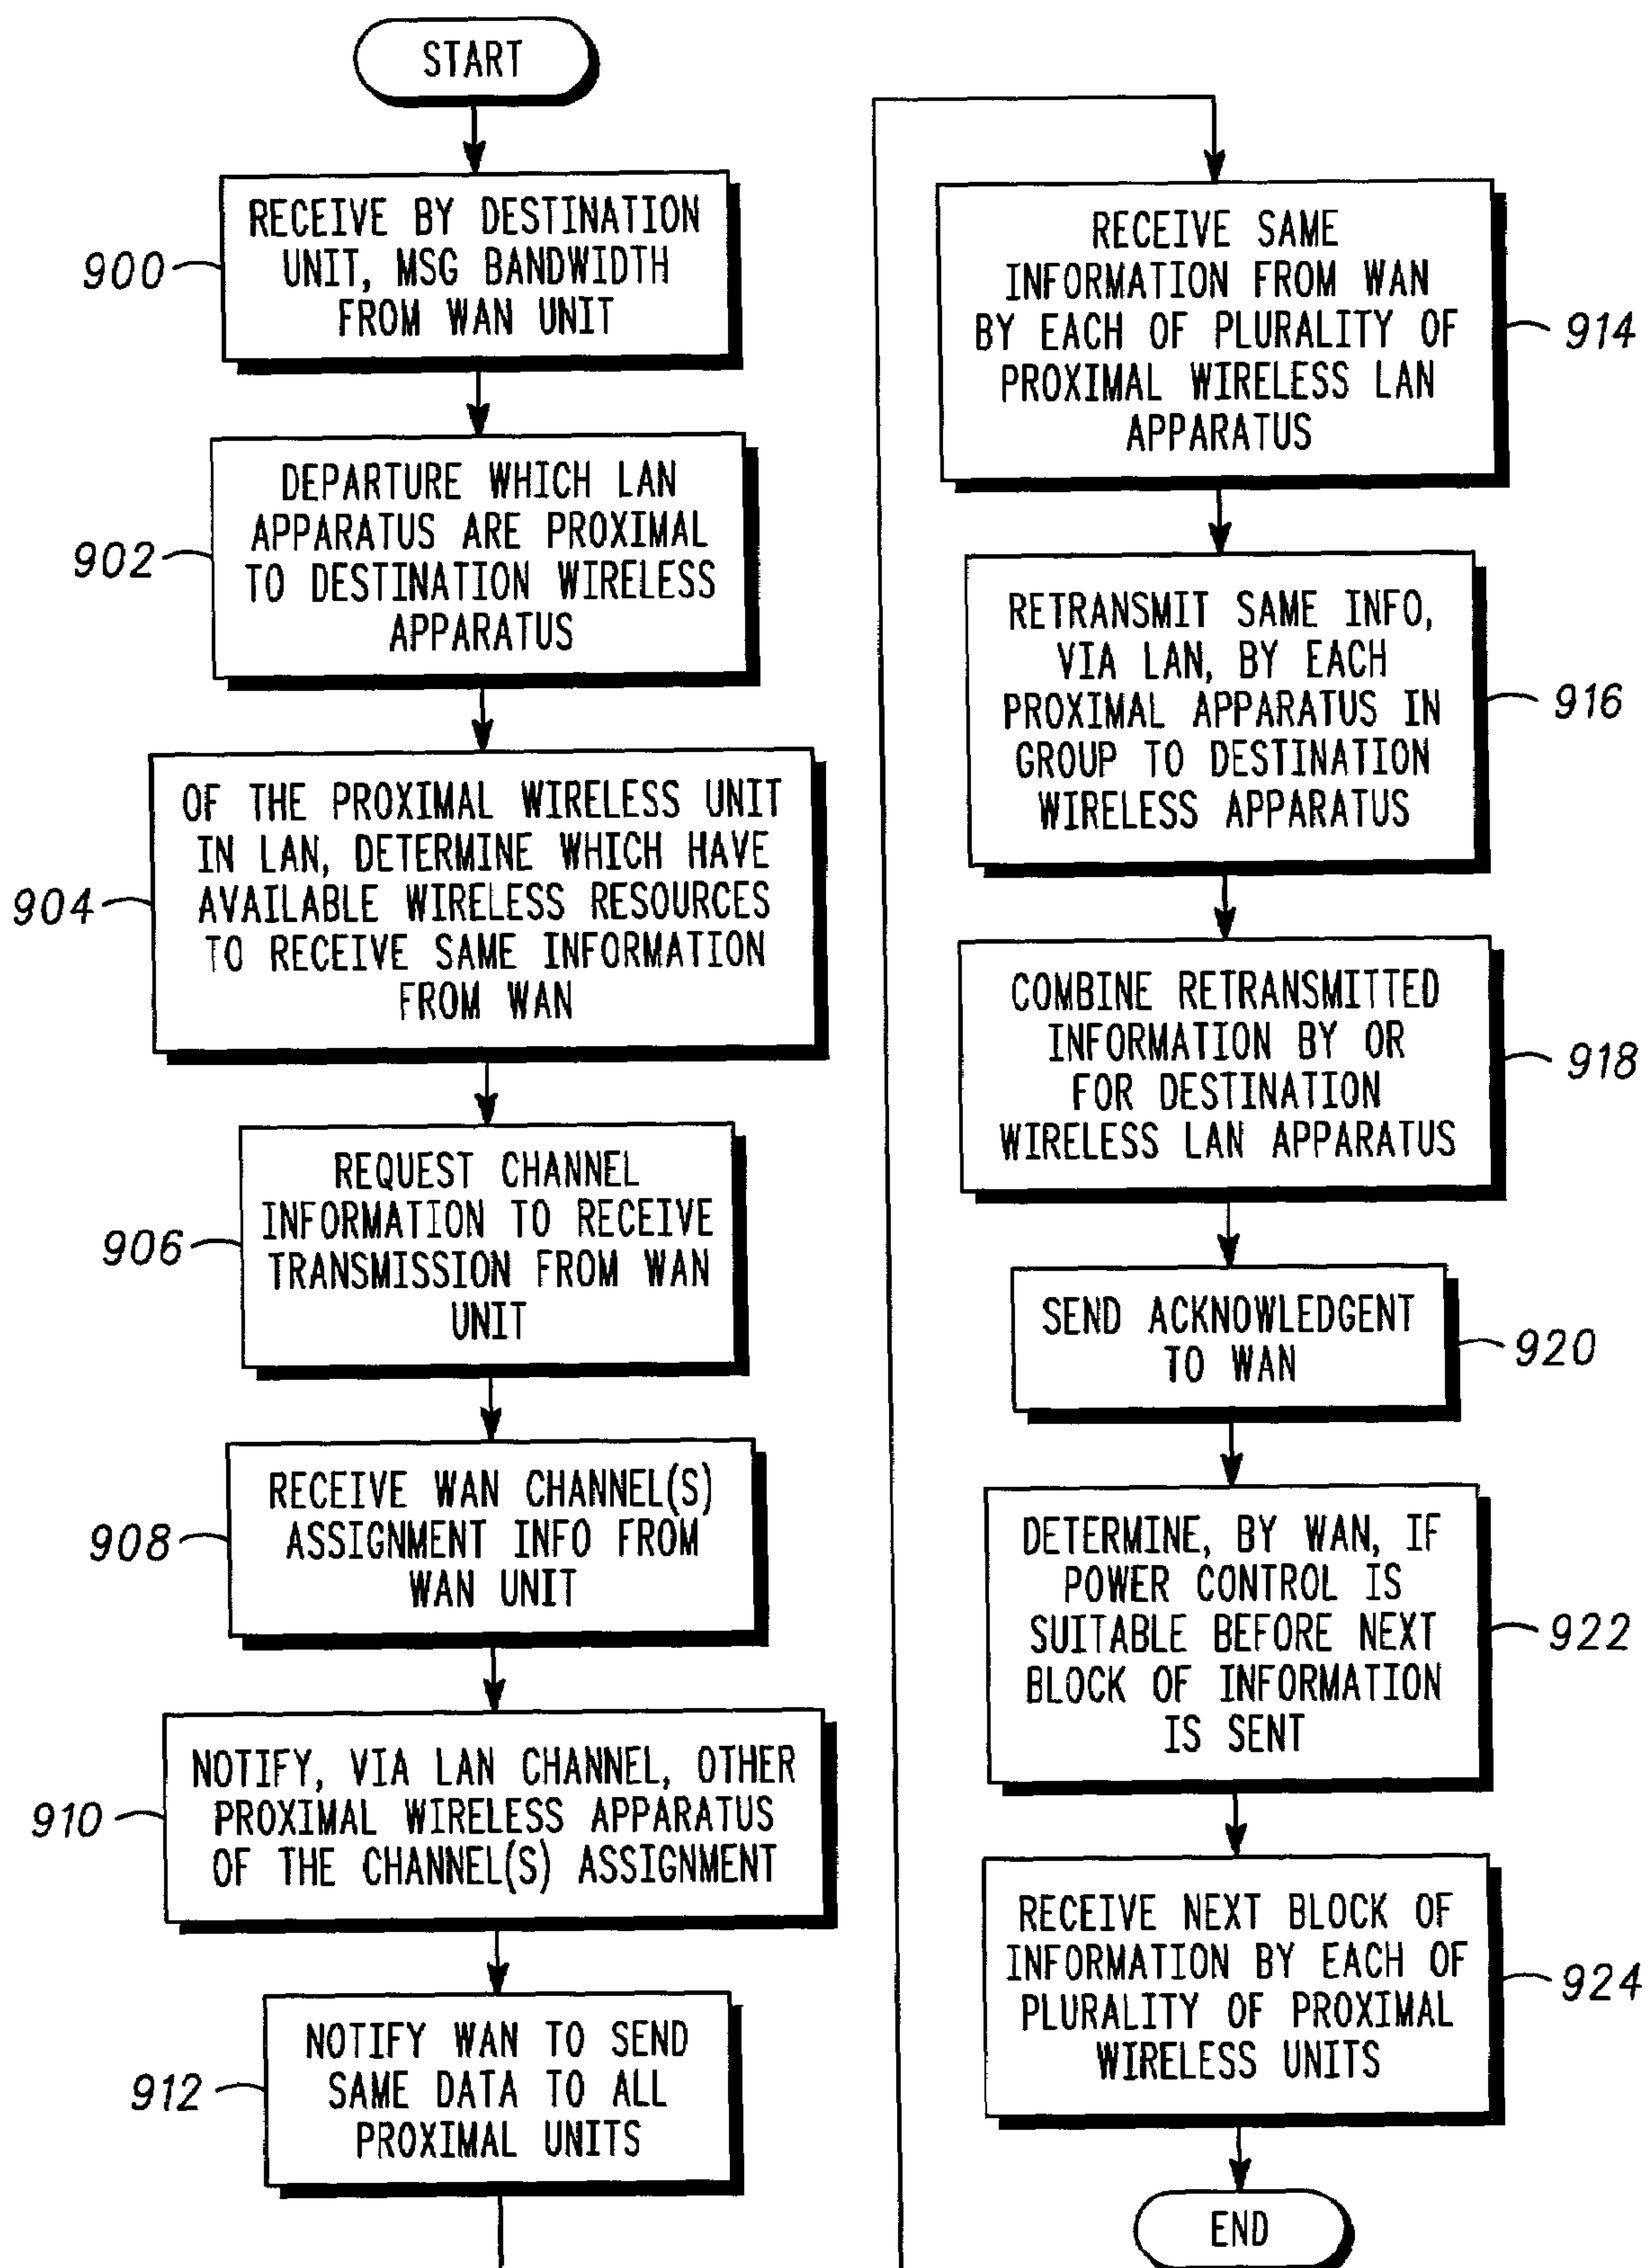 START
900
RECEIVE BY DESTINATION
UNIT, MSG BANDWIDTH
FROM WAN UNIT
902
DEPARTURE WHICH LAN
APPARATUS ARE PROXIMAL
TO DESTINATION WIRELESS
APPARATUS
904
OF THE PROXIMAL WIRELESS UNIT
IN LAN, DETERMINE WHICH HAVE
AVAILABLE WIRELESS RESOURCES
TO RECEIVE SAME INFORMATION
FROM WAN
906
REQUEST CHANNEL
INFORMATION TO RECEIVE
TRANSMISSION FROM WAN
UNIT
908
RECEIVE WAN CHANNEL(S)
ASSIGNMENT INFO FROM
WAN UNIT
910
NOTIFY, VIA LAN CHANNEL, OTHER
PROXIMAL WIRELESS APPARATUS
OF THE CHANNEL(S) ASSIGNMENT
912
NOTIFY WAN TO SEND
SAME DATA TO ALL
PROXIMAL UNITS
RECEIVE SAME
INFORMATION FROM WAN
BY EACH OF PLURALITY OF
PROXIMAL WIRELESS LAN
APPARATUS
914
RETRANSMIT SAME INFO,
VIA LAN, BY EACH
PROXIMAL APPARATUS IN
GROUP TO DESTINATION
WIRELESS APPARATUS
916
COMBINE RETRANSMITTED
INFORMATION BY OR
FOR DESTINATION
WIRELESS LAN APPARATUS
918
SEND ACKNOWLEDGENT
TO WAN
920
DETERMINE, BY WAN, IF
POWER CONTROL IS
SUITABLE BEFORE NEXT
BLOCK OF INFORMATION
IS SENT
922
RECEIVE NEXT BLOCK OF
INFORMATION BY EACH OF
PLURALITY OF PROXIMAL
WIRELESS UNITS
924
END